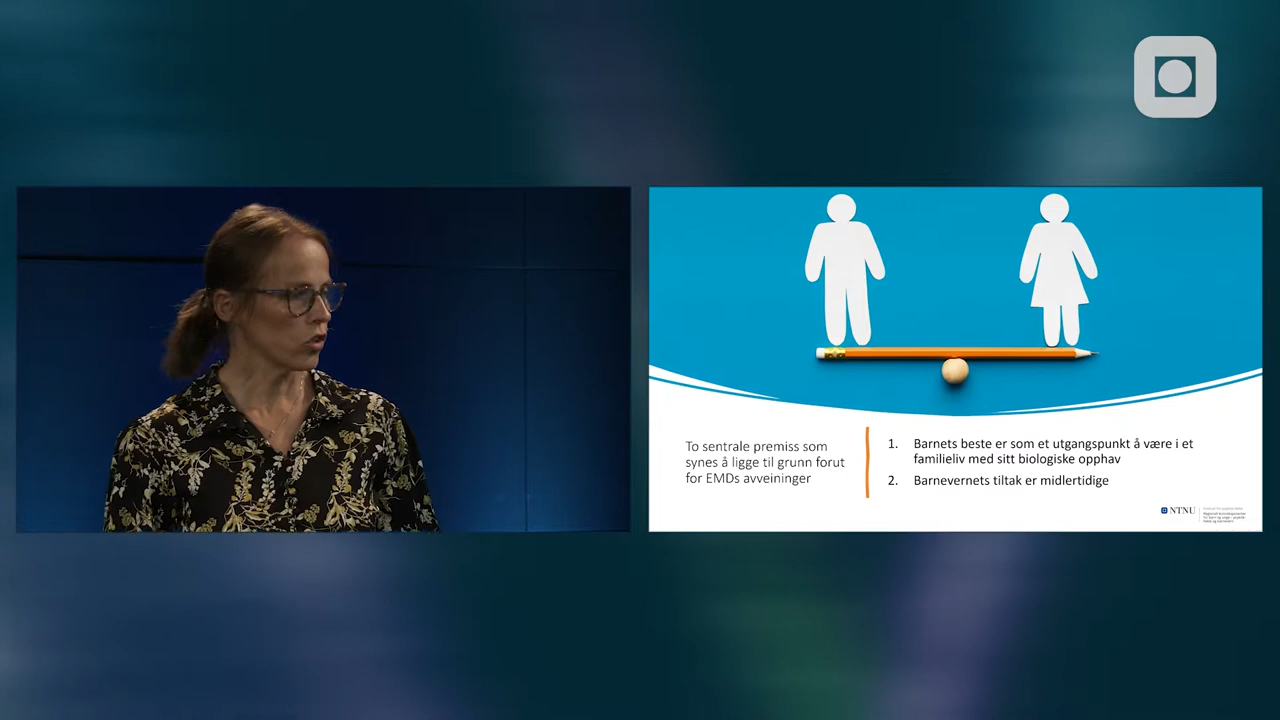 To sentrale premiss som
synes å ligge til grunn forut
for EMDs avveininger
1. Barnets beste er som et utgangspunkt å være i et
familieliv med sitt biologiske opphav
2. Barnevernets tiltak er midlertidige
NTNU